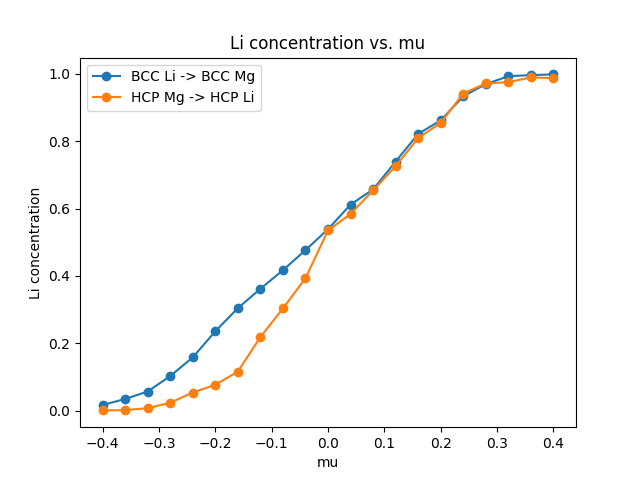 Li concentration vs. mu
BCC Li -> BCC Mg
HCP Mg -> HCP Li
Li concentration
1.0
0.8
0.6
0.4
0.2
0.0
−0.4 −0.3 −0.2 −0.1 0.0 0.1 0.2 0.3 0.4
mu